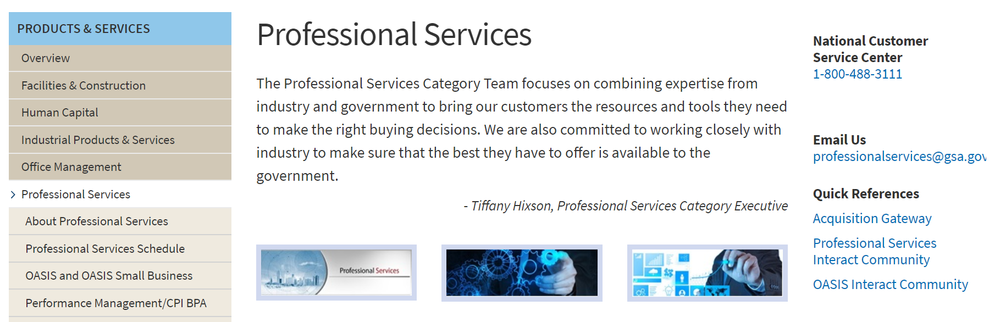 PRODUCTS & SERVICES
Overview
Facilities & Construction
Human Capital
Industrial Products & Services
Office Management
Professional Services
About Professional Services
Professional Services Schedule
OASIS and OASIS Small Business
Performance Management/CPI BPA
Professional Services
The Professional Services Category Team focuses on combining expertise from
industry and government to bring our customers the resources and tools they need
to make the right buying decisions. We are also committed to working closely with
industry to make sure that the best they have to offer is available to the
government.
- Tiffany Hixson, Professional Services Category Executive
Professional Services
National Customer
Service Center
1-800-488-3111
Email Us
professionalservices@gsa.gov
Quick References
Acquisition Gateway
Professional Services
Interact Community
OASIS Interact Community